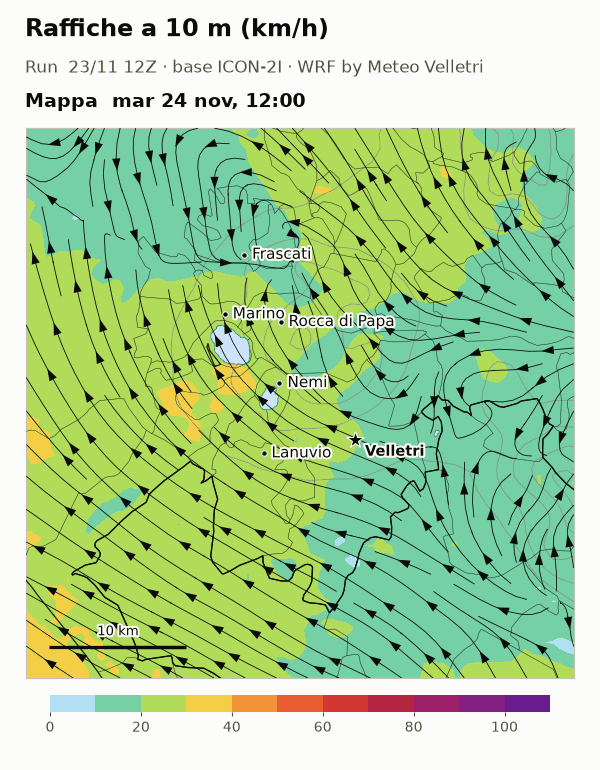 Raffiche a 10 m (km/h)
Run  23/11 12Z · base ICON-2I · WRF by Meteo Velletri
Mappa  mar 24 nov, 12:00
Frascati
Marino
Rocca di Papa
Nemi
Velletri
Lanuvio
10 km
0 20 40 60 80 100